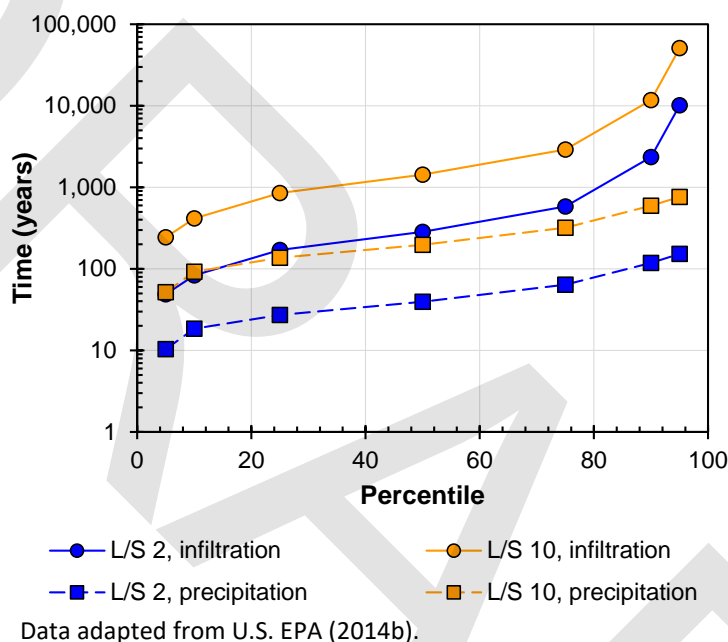 100,000
10,000
1,000
100
10
1
Time (years)
0 20 40 60 80 100
Percentile
L/S 2, infiltration L/S 10, infiltration
L/S 2, precipitation L/S 10, precipitation
Data adapted from U.S. EPA (2014b).